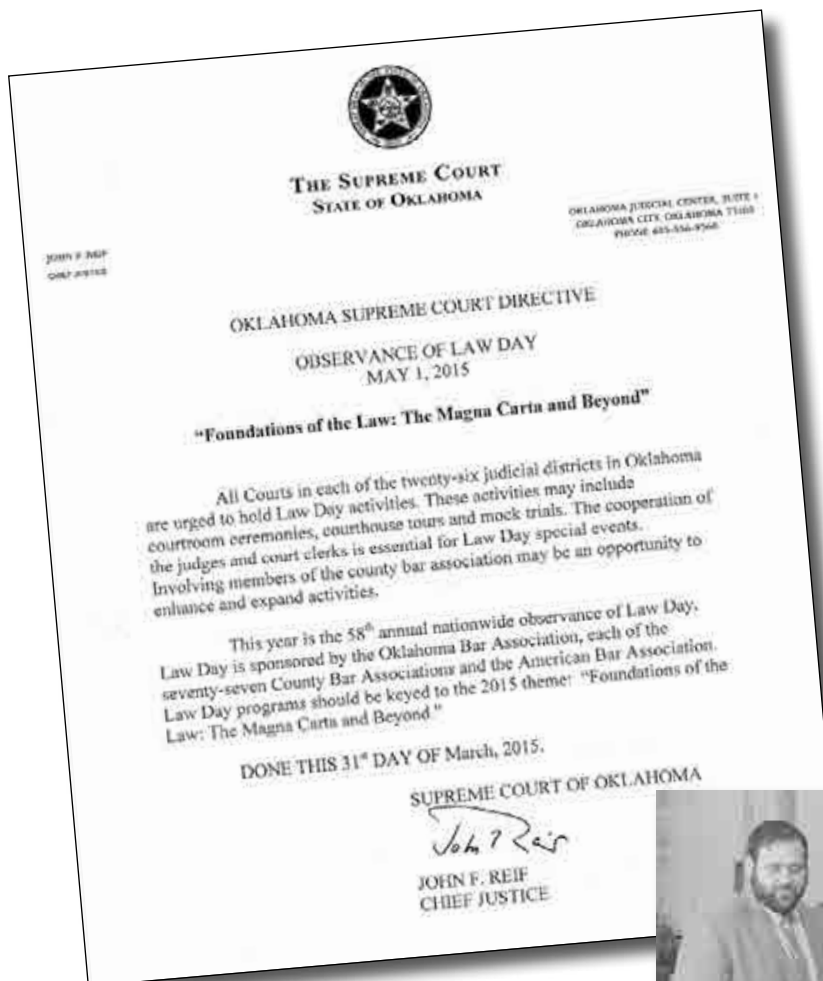 THE SUPREME COURT
STATE OF OKLAHOMA
JOHN F. REIF
CHIEF JUSTICE
OKLAHOMA JUDICIAL CENTER, SUITE
OKLAHOMA CITY, OKLAHOMA
PHONE
OKLAHOMA SUPREME COURT DIRECTIVE
OBSERVANCE OF LAW DAY
MAY 1, 2015
“Foundations of the Law: The Magna Carta and Beyond”
All Courts in each of the twenty-six judicial districts in Oklahoma
are urged to hold Law Day activities. These activities may include
courtroom ceremonies, courthouse tours and mock trials. The cooperation of
the judges and court clerks is essential for Law Day special events.
Involving members of the county bar association may be an opportunity to
enhance and expand activities.
This year is the 58th annual nationwide observance of Law Day.
Law Day is sponsored by the Oklahoma Bar Association, each of the
seventy-seven County Bar Associations and the American Bar Association.
Law Day programs should be keyed to the 2015 theme: “Foundations of the
Law: The Magna Carta and Beyond.”
DONE THIS 31st DAY OF March, 2015.
SUPREME COURT OF OKLAHOMA
JOHN F. REIF
CHIEF JUSTICE